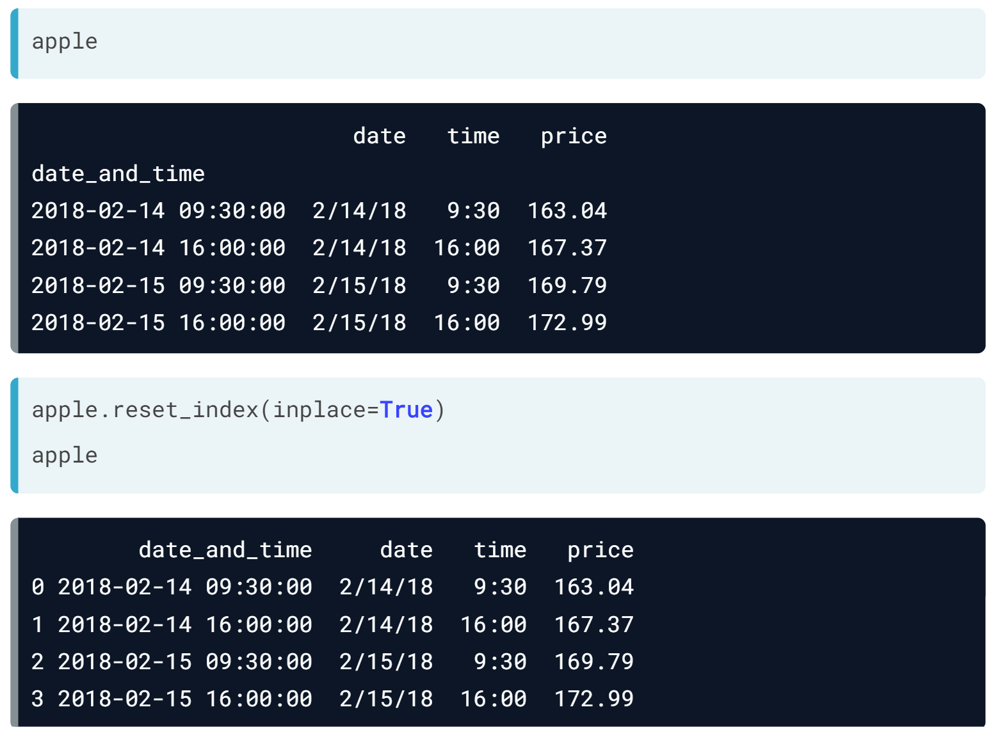 apple
date time price
date_and_time
2018-02-14 09:30:00 2/14/18 9:30 163.04
2018-02-14 16:00:00 2/14/18 16:00 167.37
2018-02-15 09:30:00 2/15/18 9:30 169.79
2018-02-15 16:00:00 2/15/18 16:00 172.99
apple.reset_index(inplace=True)
apple
date_and_time date time price
0 2018-02-14 09:30:00 2/14/18 9:30 163.04
1 2018-02-14 16:00:00 2/14/18 16:00 167.37
2 2018-02-15 09:30:00 2/15/18 9:30 169.79
3 2018-02-15 16:00:00 2/15/18 16:00 172.99